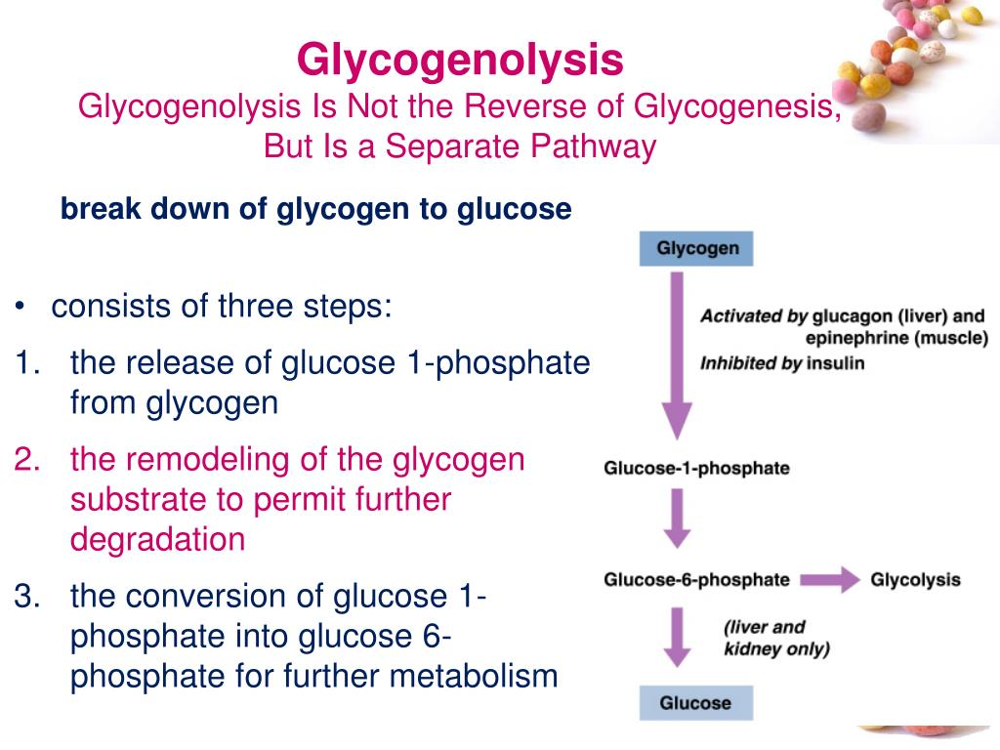 Glycogenolysis
Glycogenolysis Is Not the Reverse of Glycogenesis,
But Is a Separate Pathway
break down of glycogen to glucose
• consists of three steps:
1. the release of glucose 1-phosphate
from glycogen
2. the remodeling of the glycogen
substrate to permit further
degradation
3. the conversion of glucose 1-
phosphate into glucose 6-
phosphate for further metabolism
Glycogen
Activated by glucagon (liver) and
epinephrine (muscle)
Inhibited by insulin
Glucose-1-phosphate
Glucose-6-phosphate
Glycolysis
(liver and
kidney only)
Glucose